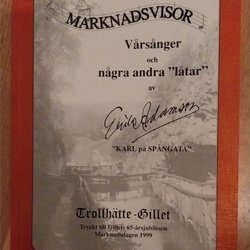 MARKNADSVISOR
Vårsånger
och
några andra "låtar"
av
"KARL på SPÅNGATA"
Trollhätte-Gillet
Tryckt till Gillets 65-årsjubileum
Marknadsdagen 1999